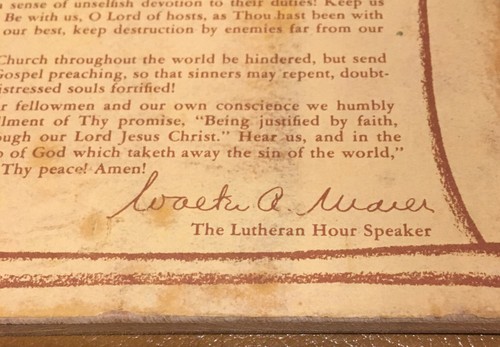 a sense of unselfish devotion to their duties! Keep us
Be with us, O Lord of hosts, as Thou hast been with
our best, keep destruction by enemies far from our
Church throughout the world be hindered, but send
Gospel preaching, so that sinners may repent, doubt-
istressed souls fortified!
r fellowmen and our own conscience we humbly
llment of Thy promise, "Being justified by faith,
ough our Lord Jesus Christ." Hear us, and in the
b of God which taketh away the sin of the world,"
Thy peace! Amen!
Walter A. Maier
The Lutheran Hour Speaker